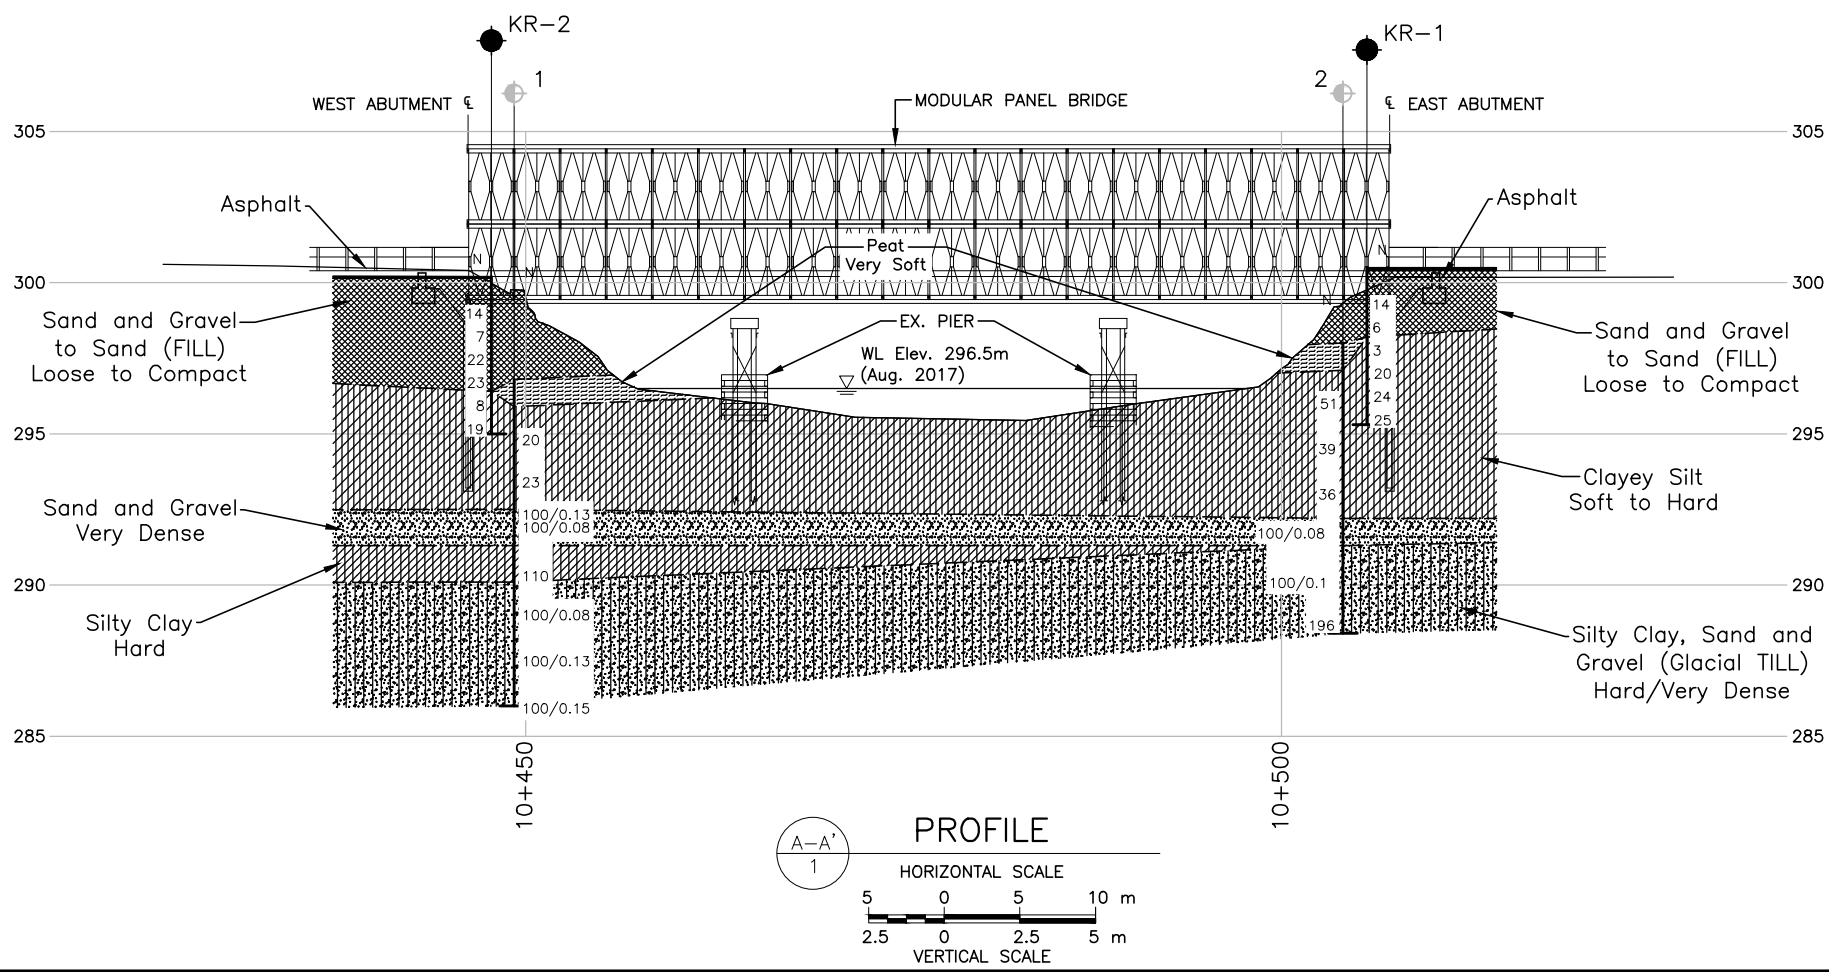 KR-2
KR-1
1
2
WEST ABUTMENT ℄
℄ EAST ABUTMENT
MODULAR PANEL BRIDGE
305
305
Asphalt
Asphalt
Peat
Very Soft
N
N
N
N
300
300
Sand and Gravel
to Sand (FILL)
Loose to Compact
14
7
22
23
8
19
EX. PIER
WL Elev. 296.5m
(Aug. 2017)
14
6
3
20
24
25
Sand and Gravel
to Sand (FILL)
Loose to Compact
295
295
20
23
100/0.13
100/0.08
110
100/0.08
100/0.13
100/0.15
51
39
36
100/0.08
100/0.1
196
Clayey Silt
Soft to Hard
Sand and Gravel
Very Dense
290
290
Silty Clay
Hard
Silty Clay, Sand and
Gravel (Glacial TILL)
Hard/Very Dense
285
285
10+450
10+500
A-A'
1
PROFILE
HORIZONTAL SCALE
5 0 5 10 m
2.5 0 2.5 5 m
VERTICAL SCALE